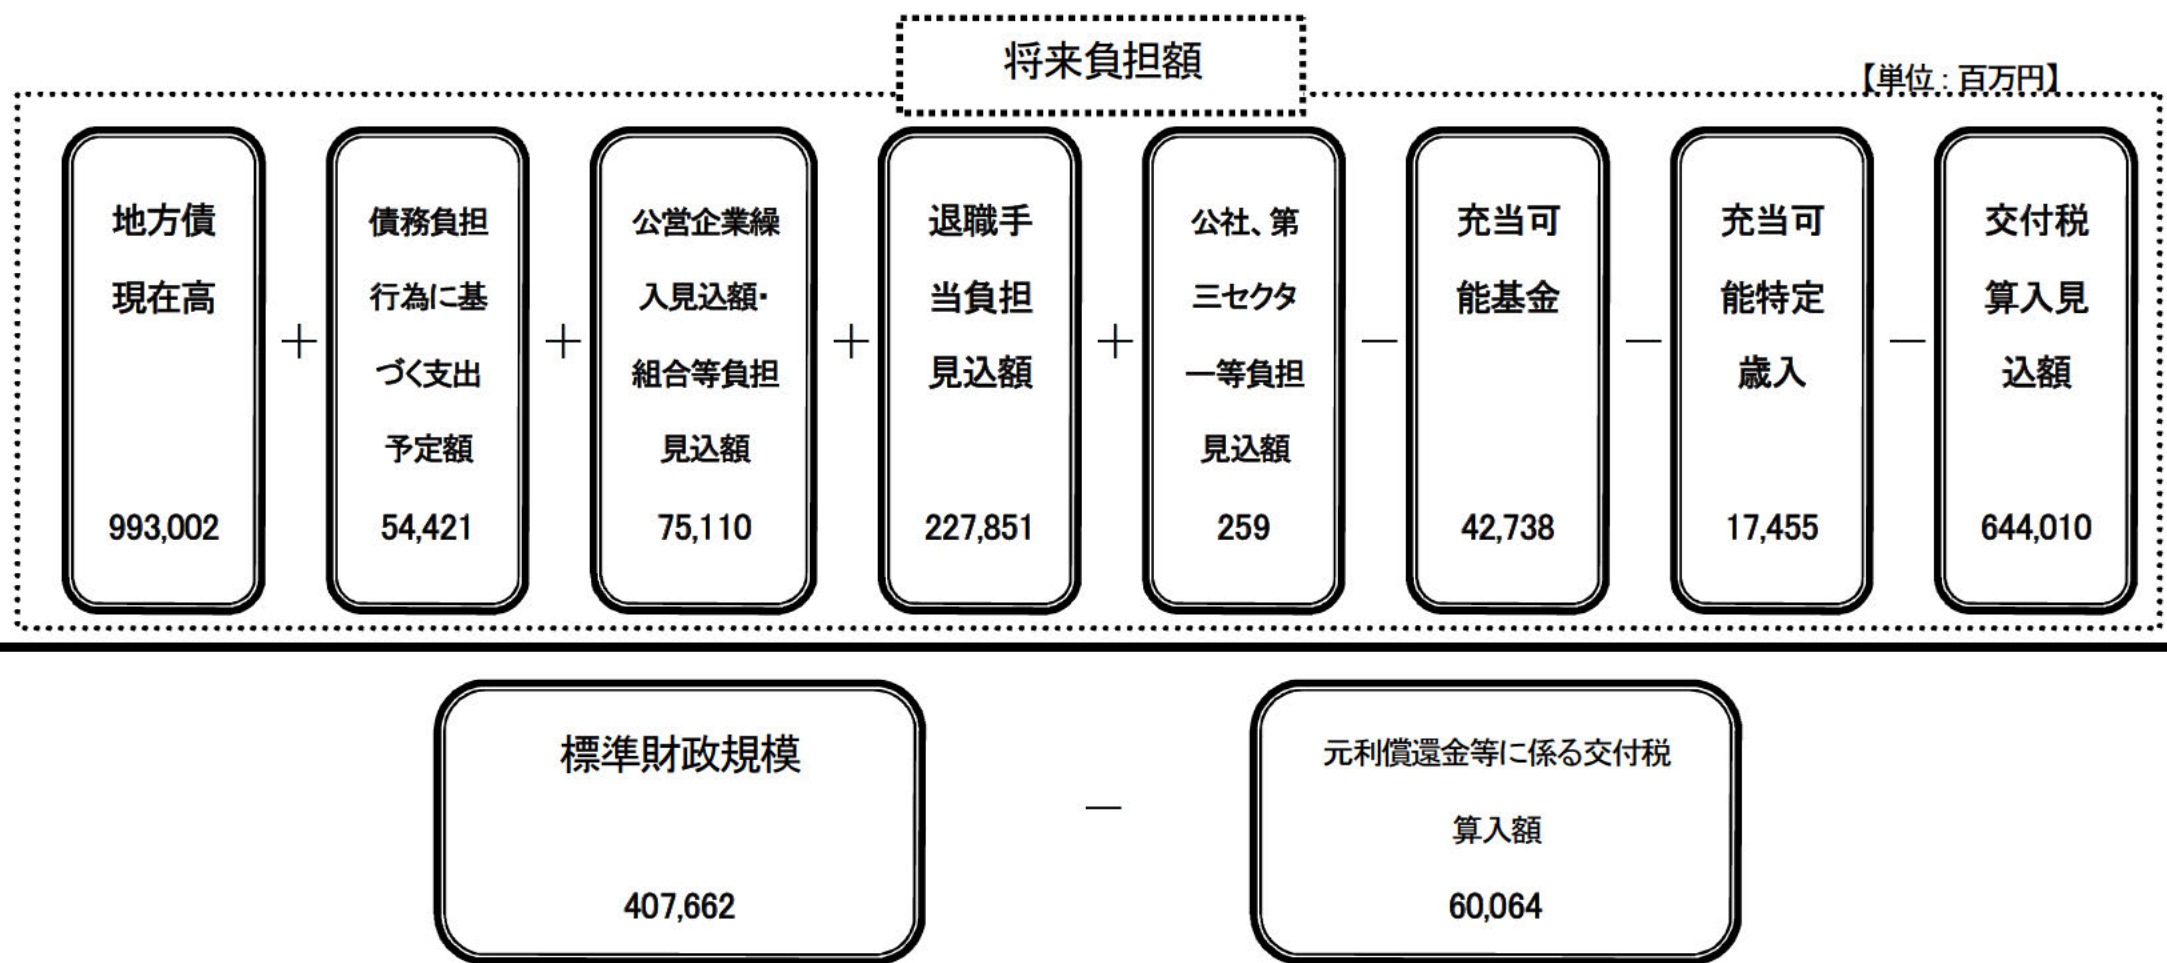 将来負担額
【単位：百万円】
地方債
現在高
993,002
＋
債務負担
行為に基
づく支出
予定額
54,421
＋
公営企業繰
入見込額・
組合等負担
見込額
75,110
＋
退職手
当負担
見込額
227,851
＋
公社、第
三セクタ
ー等負担
見込額
259
－
充当可
能基金
42,738
－
充当可
能特定
歳入
17,455
－
交付税
算入見
込額
644,010
標準財政規模
407,662
－
元利償還金等に係る交付税
算入額
60,064